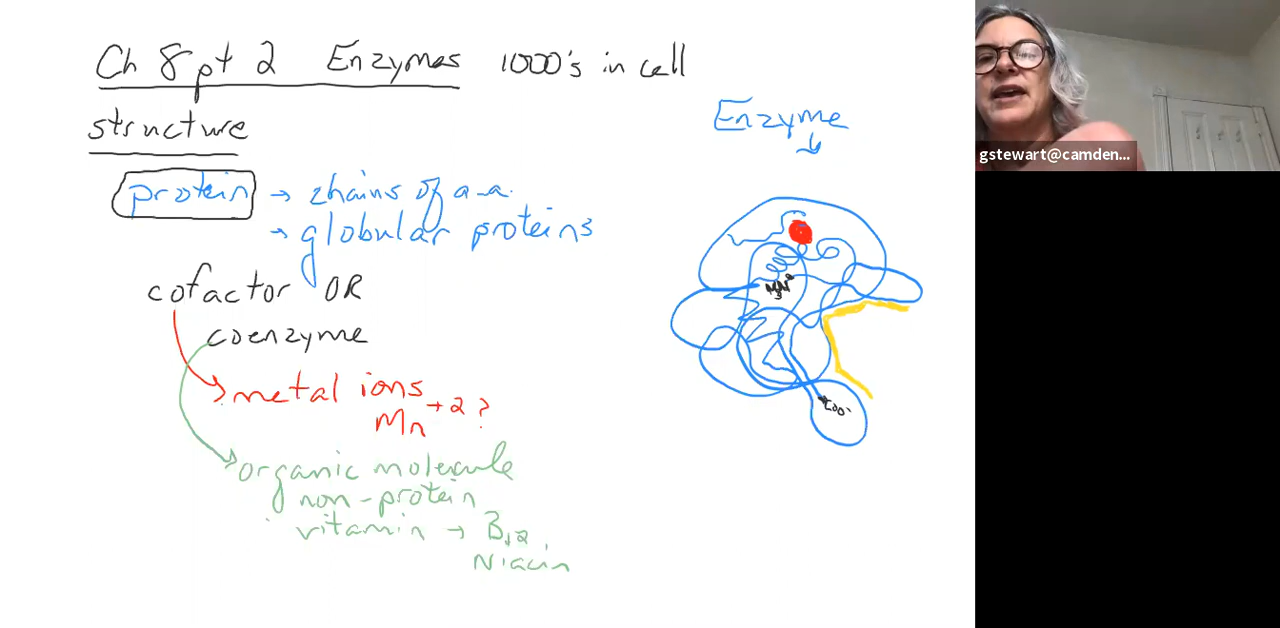 Ch 8 pt 2 Enzymes 1000's in cell
structure
protein → chains of a-a.
→ globular proteins
cofactor OR
coenzyme
metal ions
Mn+2 ?
organic molecule
non-protein
vitamin → B12
Niacin
Enzyme
COO-
gstewart@camden...